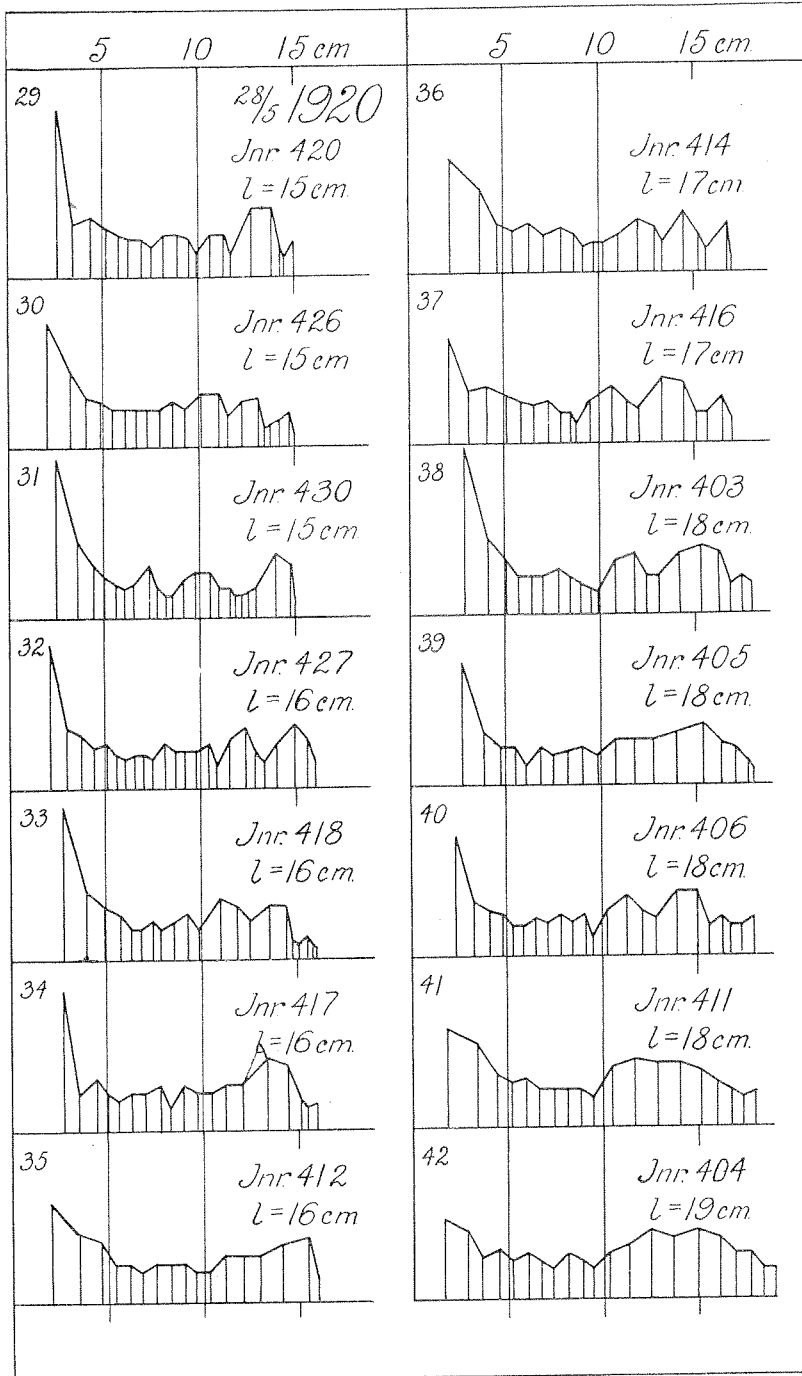 5 10 15 cm
29
28/5 1920
Jnr. 420
l = 15 cm.
30
Jnr. 426
l = 15 cm
31
Jnr. 430
l = 15 cm.
32
Jnr. 427
l = 16 cm.
33
Jnr. 418
l = 16 cm.
34
Jnr. 417
l = 16 cm.
35
Jnr. 412
l = 16 cm
5 10 15 cm.
36
Jnr. 414
l = 17 cm.
37
Jnr. 416
l = 17 cm
38
Jnr. 403
l = 18 cm.
39
Jnr. 405
l = 18 cm.
40
Jnr. 406
l = 18 cm.
41
Jnr. 411
l = 18 cm.
42
Jnr. 404
l = 19 cm.